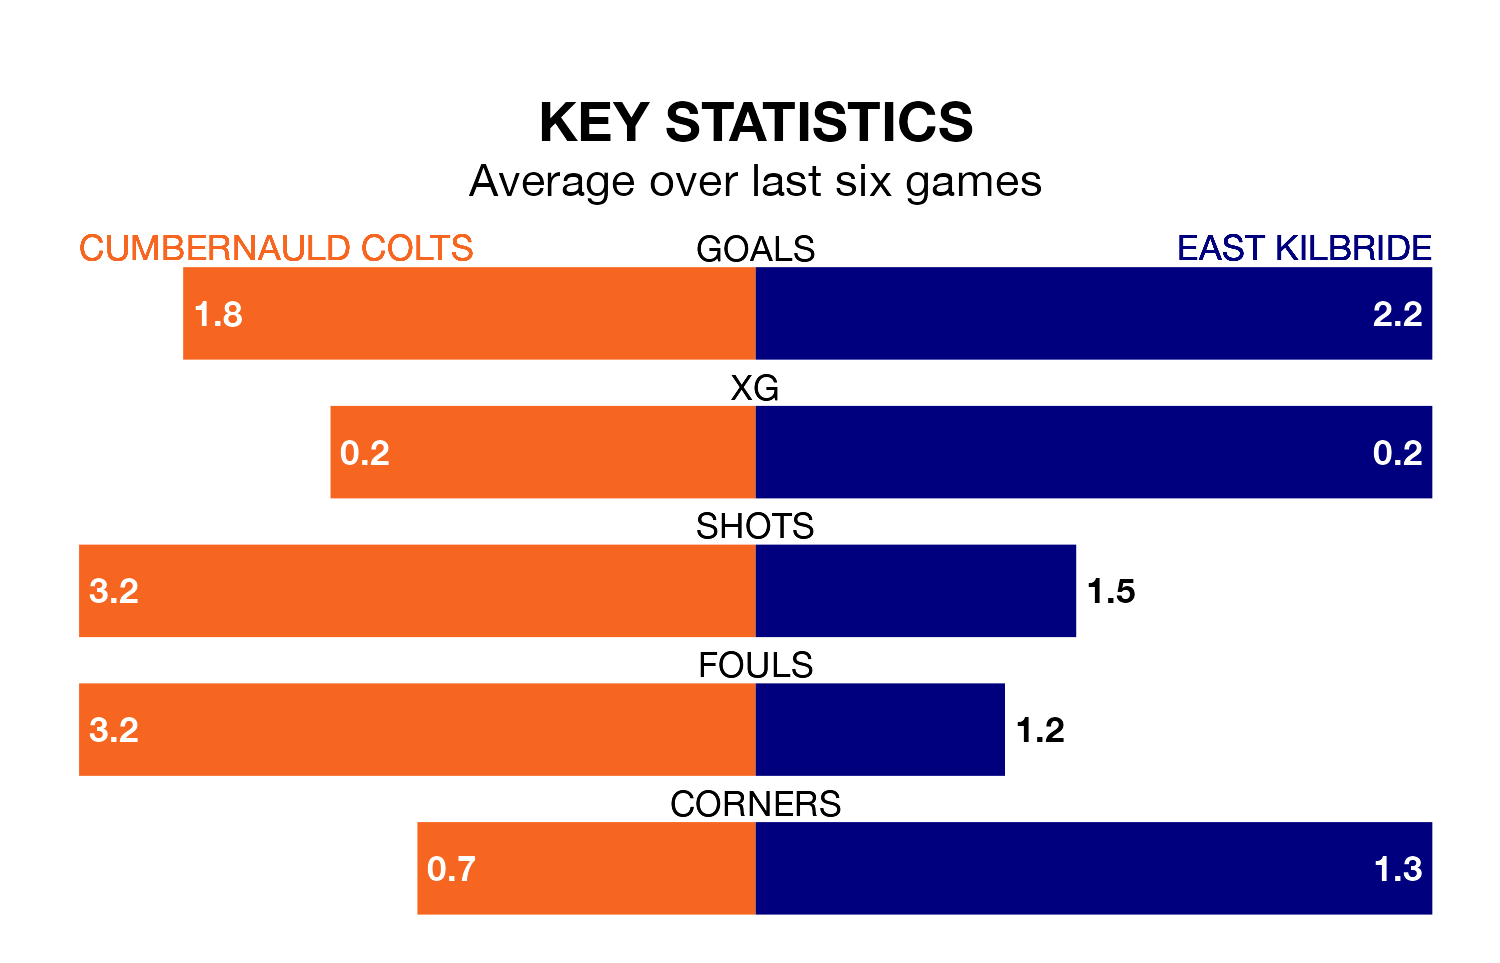 KEY STATISTICS
Average over last six games
CUMBERNAULD COLTS GOALS EAST KILBRIDE
1.8 2.2
XG
0.2 0.2
SHOTS
3.2 1.5
FOULS
3.2 1.2
CORNERS
0.7 1.3